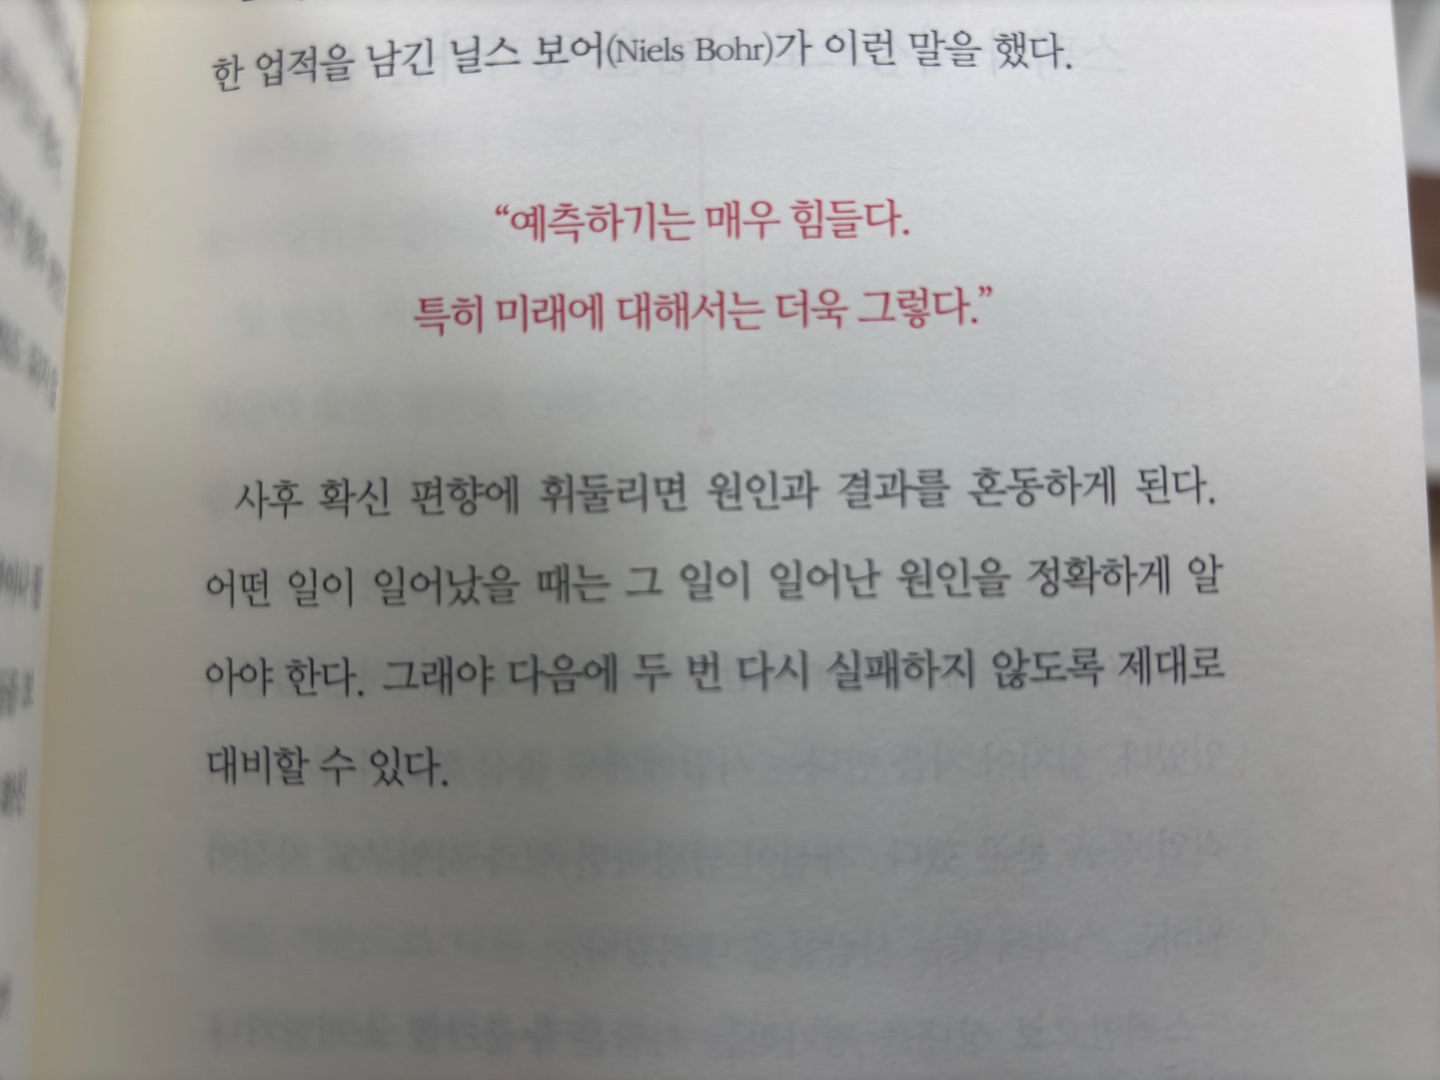 한 업적을 남긴 닐스 보어(Niels Bohr)가 이런 말을 했다.
“예측하기는 매우 힘들다.
특히 미래에 대해서는 더욱 그렇다.”
사후 확신 편향에 휘둘리면 원인과 결과를 혼동하게 된다.
어떤 일이 일어났을 때는 그 일이 일어난 원인을 정확하게 알
아야 한다. 그래야 다음에 두 번 다시 실패하지 않도록 제대로
대비할 수 있다.